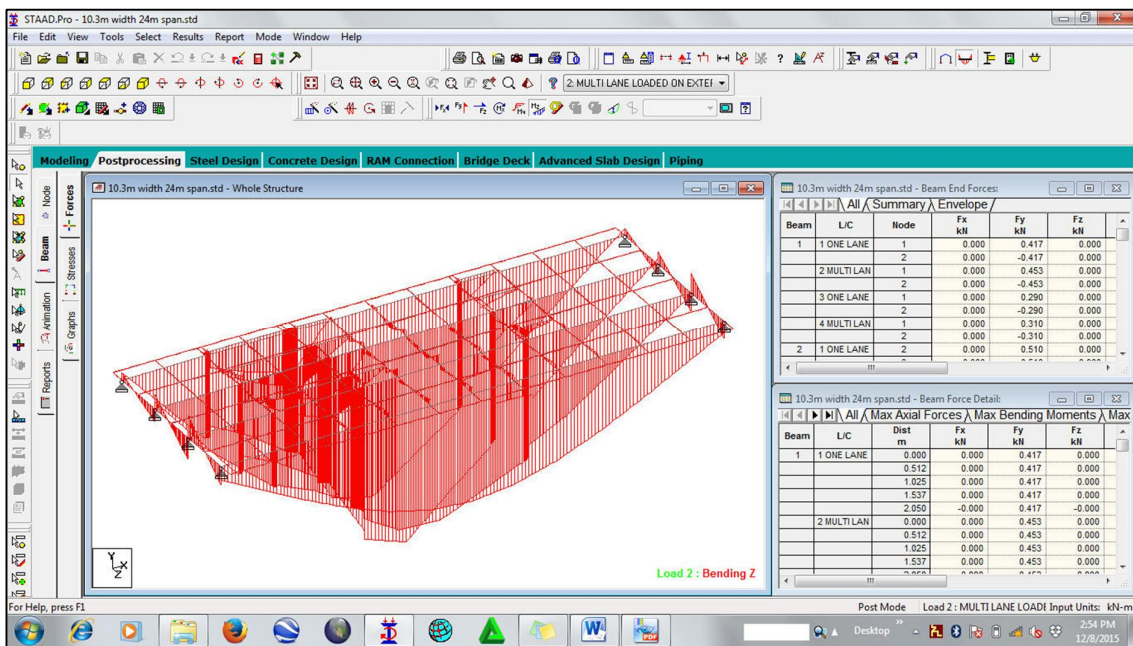 STAAD.Pro - 10.3m width 24m span.std
File Edit View Tools Select Results Report Mode Window Help
2: MULTI LANE LOADED ON EXTEF
Modeling Postprocessing Steel Design Concrete Design RAM Connection Bridge Deck Advanced Slab Design Piping
Node
Beam
Animation
Reports
Forces
Stresses
Graphs
10.3m width 24m span.std - Whole Structure
Y
X
Z
Load 2 : Bending Z
10.3m width 24m span.std - Beam End Forces:
All Summary Envelope
Beam L/C Node Fx kN Fy kN Fz kN
1 1 ONE LANE 1 0.000 0.417 0.000
2 0.000 -0.417 0.000
2 MULTI LAN 1 0.000 0.453 0.000
2 0.000 -0.453 0.000
3 ONE LANE 1 0.000 0.290 0.000
2 0.000 -0.290 0.000
4 MULTI LAN 1 0.000 0.310 0.000
2 0.000 -0.310 0.000
2 1 ONE LANE 2 0.000 0.510 0.000
10.3m width 24m span.std - Beam Force Detail:
All Max Axial Forces Max Bending Moments Max
Beam L/C Dist m Fx kN Fy kN Fz kN
1 1 ONE LANE 0.000 0.000 0.417 0.000
0.512 0.000 0.417 0.000
1.025 0.000 0.417 0.000
1.537 0.000 0.417 0.000
2.050 -0.000 0.417 -0.000
2 MULTI LAN 0.000 0.000 0.453 0.000
0.512 0.000 0.453 0.000
1.025 0.000 0.453 0.000
1.537 0.000 0.453 0.000
For Help, press F1
Post Mode Load 2 : MULTI LANE LOADE Input Units: kN-m
Desktop
2:54 PM
12/8/2015